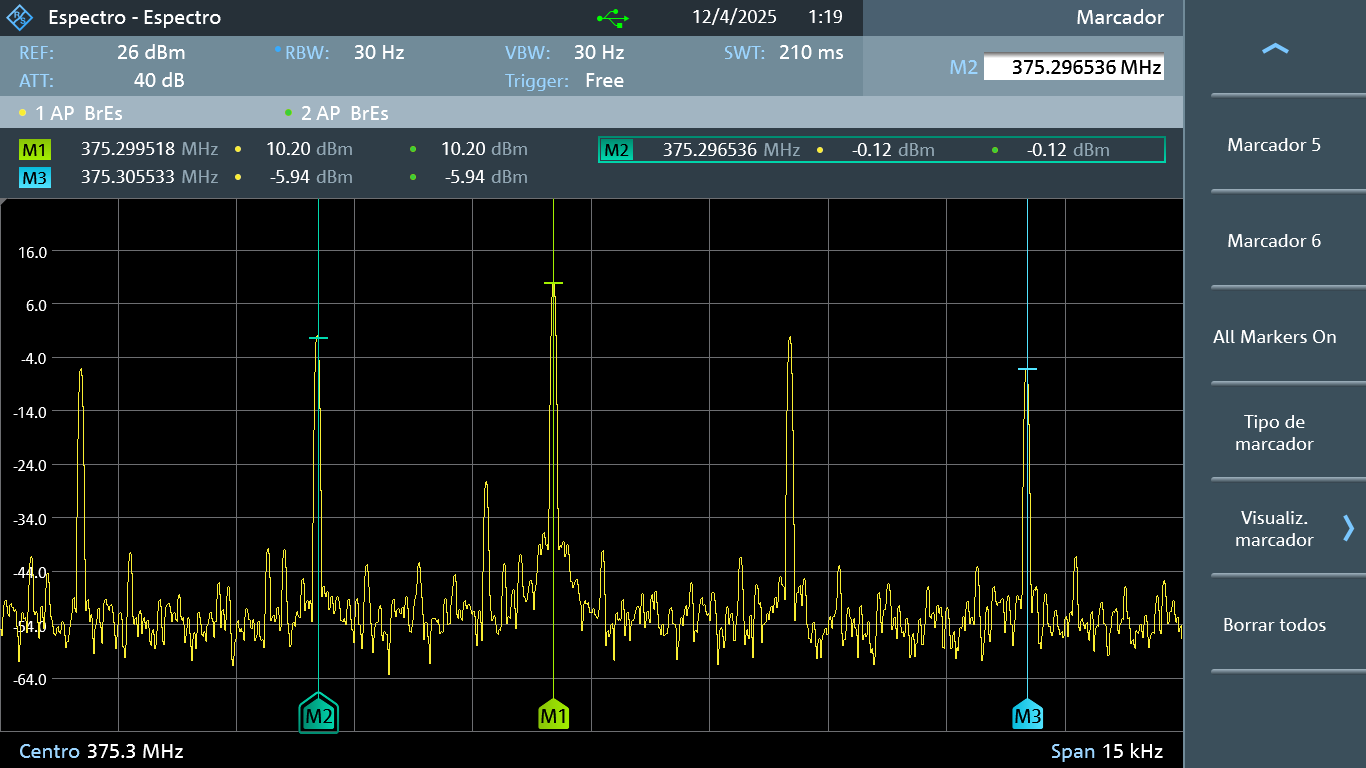 Espectro - Espectro 12/4/2025 1:19 Marcador
REF: 26 dBm RBW: 30 Hz VBW: 30 Hz SWT: 210 ms
M2 375.296536 MHz
ATT: 40 dB Trigger: Free
1 AP BrEs 2 AP BrEs
M1 375.299518 MHz 10.20 dBm 10.20 dBm M2 375.296536 MHz -0.12 dBm -0.12 dBm
M3 375.305533 MHz -5.94 dBm -5.94 dBm
16.0
6.0
-4.0
-14.0
-24.0
-34.0
-44.0
-54.0
-64.0
M2 M1 M3
Centro 375.3 MHz Span 15 kHz
Marcador 5
Marcador 6
All Markers On
Tipo de
marcador
Visualiz.
marcador
Borrar todos